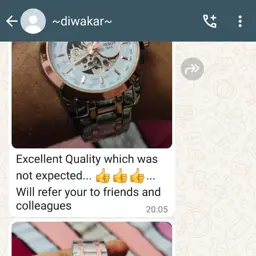 ~diwakar~
Excellent Quality which was
not expected... 👍👍👍...
Will refer your to friends and
colleagues
20:05